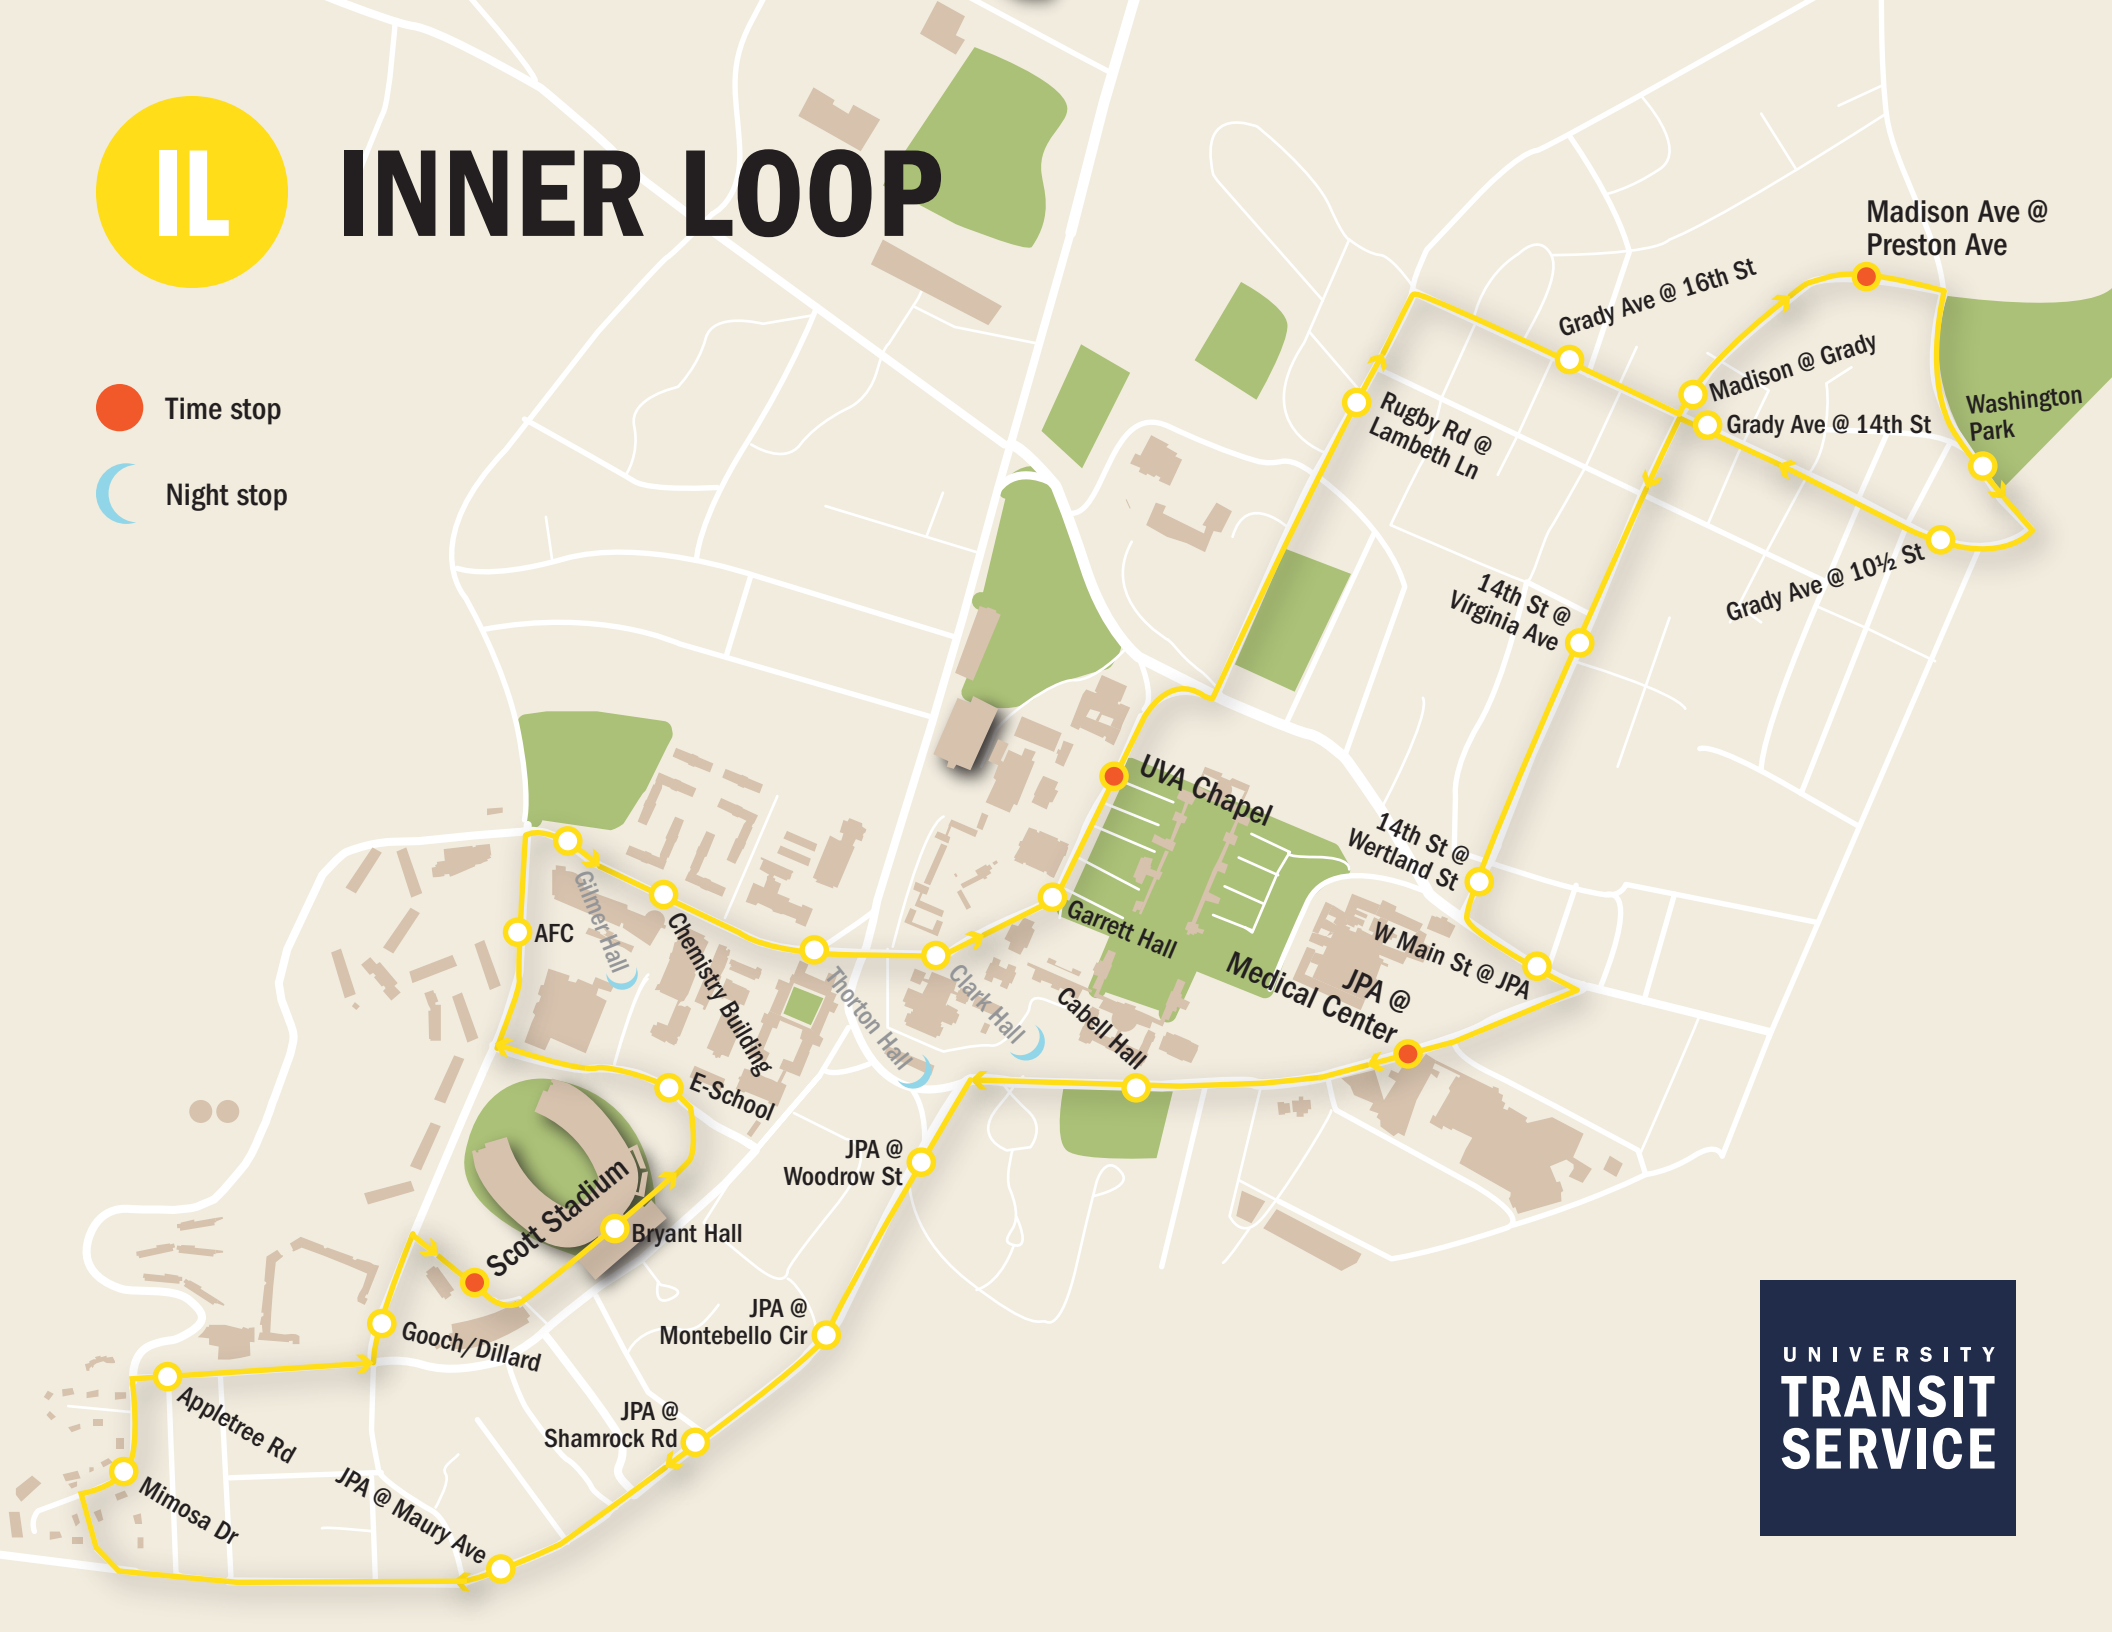 IL
INNER LOOP
Time stop
Night stop
Madison Ave @
Preston Ave
Grady Ave @ 16th St
Madison @ Grady
Grady Ave @ 14th St
Washington
Park
Rugby Rd @
Lambeth Ln
Grady Ave @ 10½ St
14th St @
Virginia Ave
UVA Chapel
14th St @
Wertland St
W Main St @ JPA
JPA @
Medical Center
Garrett Hall
Cabell Hall
Clark Hall
Thorton Hall
Chemistry Building
Gilmer Hall
AFC
E-School
JPA @
Woodrow St
Scott Stadium
Bryant Hall
JPA @
Montebello Cir
Gooch/Dillard
JPA @
Shamrock Rd
Appletree Rd
Mimosa Dr
JPA @ Maury Ave
UNIVERSITY
TRANSIT
SERVICE